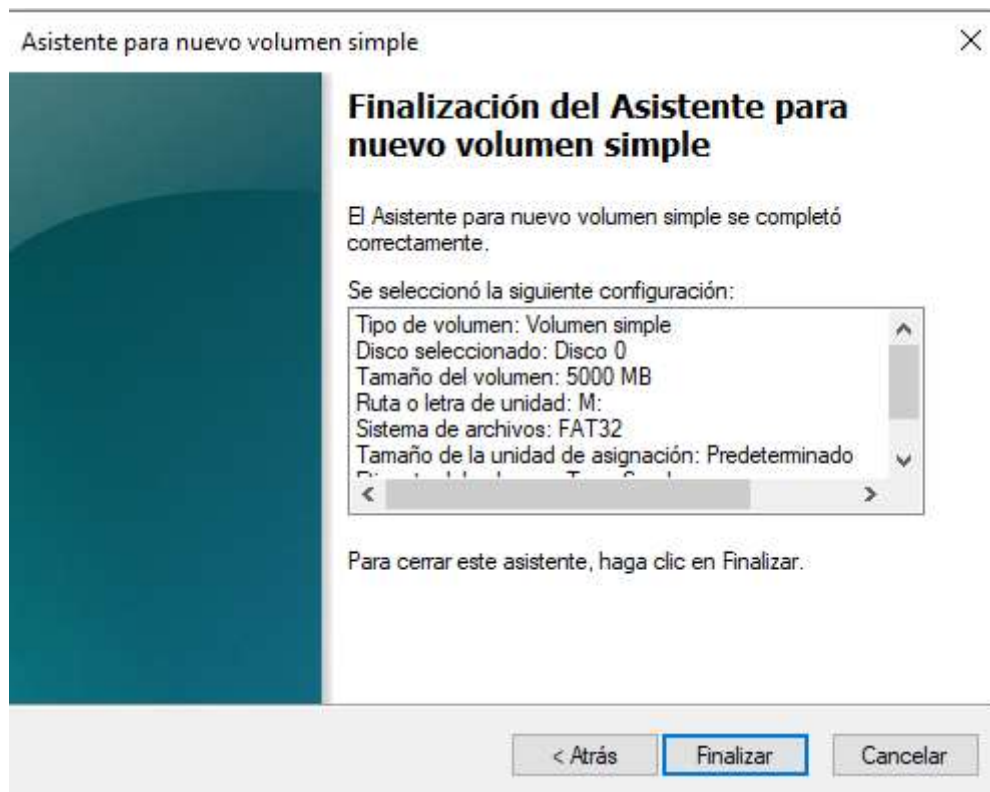 Asistente para nuevo volumen simple
Finalización del Asistente para
nuevo volumen simple
El Asistente para nuevo volumen simple se completó
correctamente.
Se seleccionó la siguiente configuración:
Tipo de volumen: Volumen simple
Disco seleccionado: Disco 0
Tamaño del volumen: 5000 MB
Ruta o letra de unidad: M:
Sistema de archivos: FAT32
Tamaño de la unidad de asignación: Predeterminado
Para cerrar este asistente, haga clic en Finalizar.
< Atrás
Finalizar
Cancelar